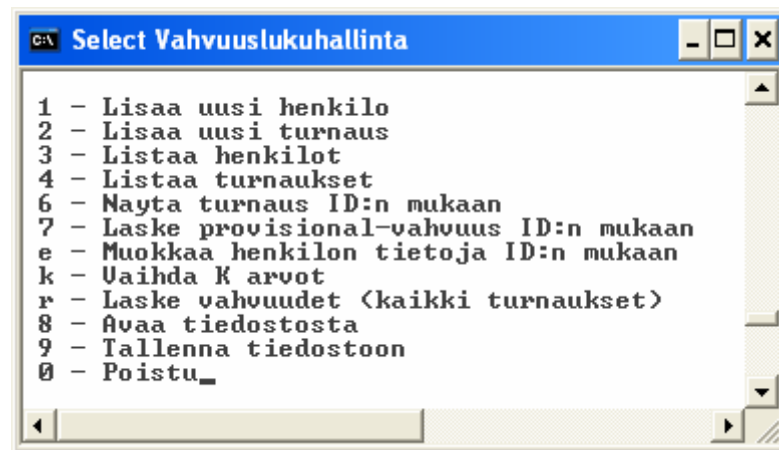 Select Vahvuuslukuhallinta
1 - Lisaa uusi henkilo
2 - Lisaa uusi turnaus
3 - Listaa henkilot
4 - Listaa turnaukset
6 - Nayta turnaus ID:n mukaan
7 - Laske provisional-vahvuus ID:n mukaan
e - Muokkaa henkilon tietoja ID:n mukaan
k - Vaihda K arvot
r - Laske vahvuudet (kaikki turnaukset)
8 - Avaa tiedostosta
9 - Tallenna tiedostoon
0 - Poistu_